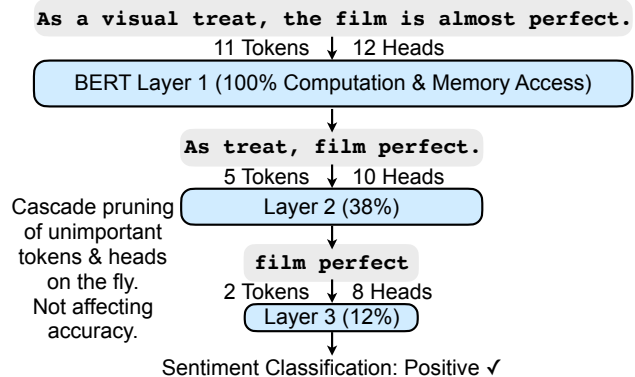 As a visual treat, the film is almost perfect.
11 Tokens 12 Heads
BERT Layer 1 (100% Computation & Memory Access)
As treat, film perfect.
5 Tokens 10 Heads
Layer 2 (38%)
film perfect
2 Tokens 8 Heads
Layer 3 (12%)
Sentiment Classification: Positive ✓
Cascade pruning
of unimportant
tokens & heads
on the fly.
Not affecting
accuracy.